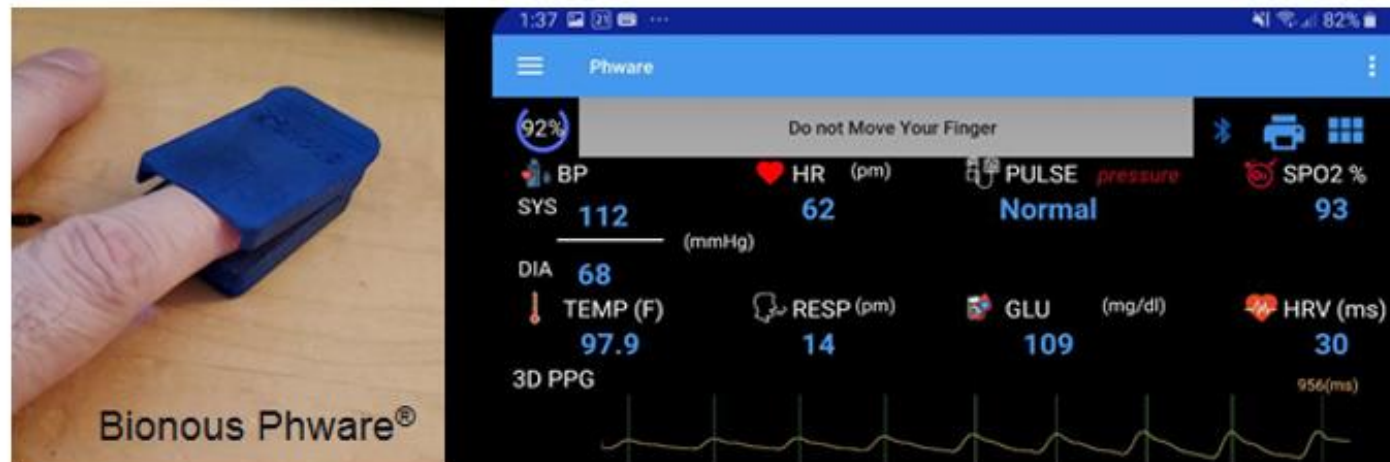 Bionous Phware®
1:37 21 ··· 82%
Phware
92% Do not Move Your Finger
BP HR (pm) PULSE pressure SPO2 %
SYS 112 62 Normal 93
(mmHg)
DIA 68
TEMP (F) RESP (pm) GLU (mg/dl) HRV (ms)
97.9 14 109 30
3D PPG 956(ms)